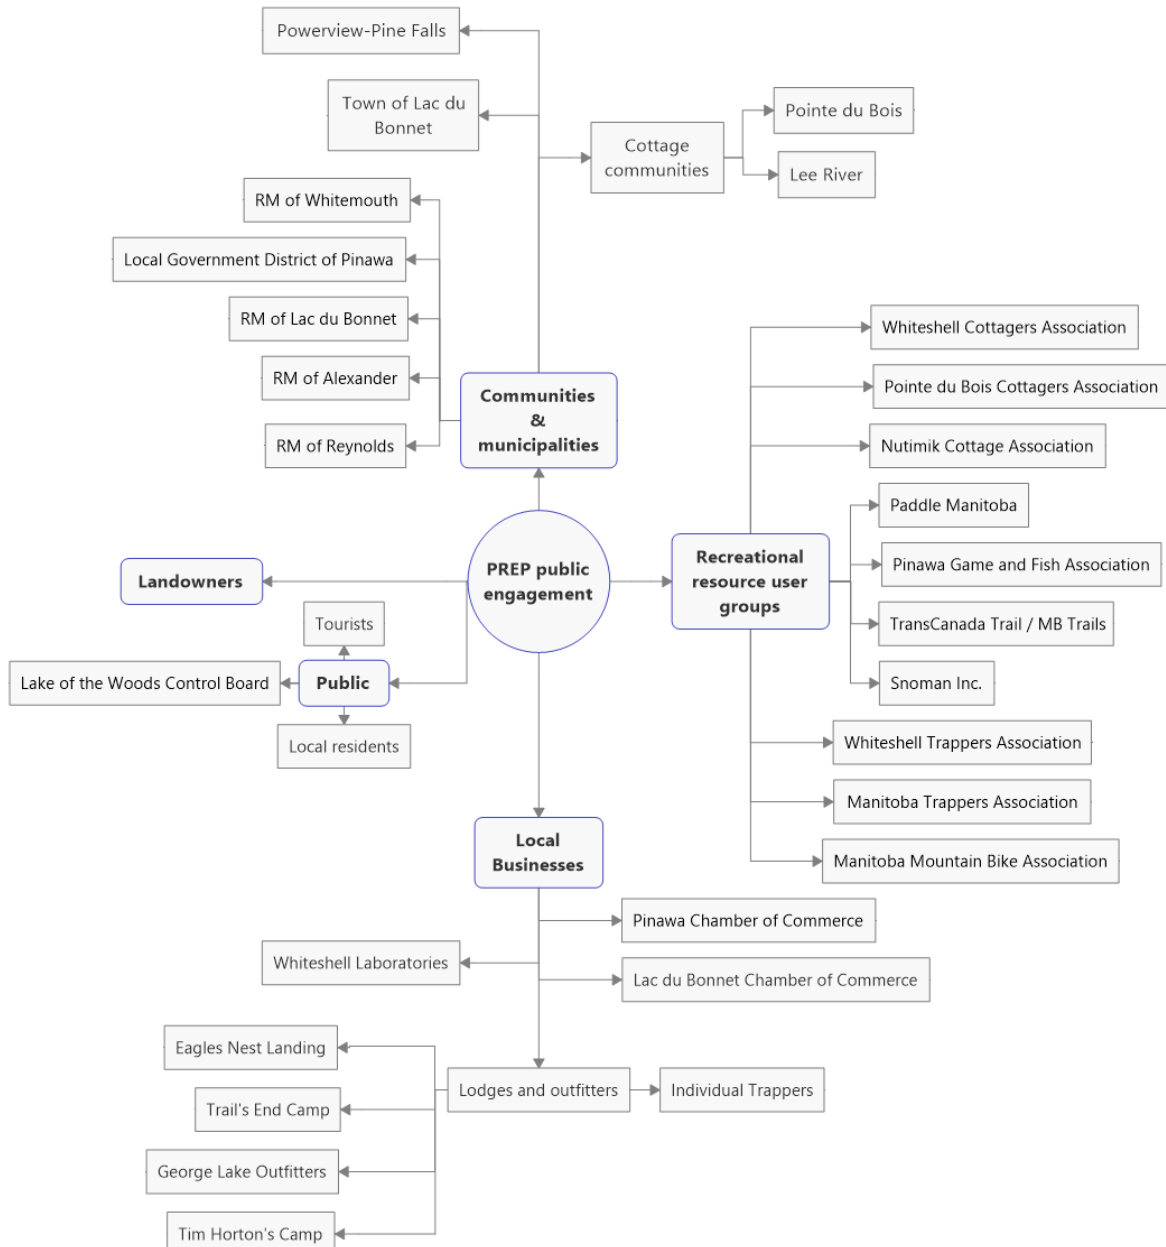 Powerview-Pine Falls
Town of Lac du
Bonnet
Cottage
communities
Pointe du Bois
Lee River
RM of Whitemouth
Local Government District of Pinawa
RM of Lac du Bonnet
RM of Alexander
RM of Reynolds
Communities
&
municipalities
Whiteshell Cottagers Association
Pointe du Bois Cottagers Association
Nutimik Cottage Association
Paddle Manitoba
Pinawa Game and Fish Association
TransCanada Trail / MB Trails
Snoman Inc.
Whiteshell Trappers Association
Manitoba Trappers Association
Manitoba Mountain Bike Association
Recreational
resource user
groups
PREP public
engagement
Landowners
Tourists
Lake of the Woods Control Board
Public
Local residents
Local
Businesses
Pinawa Chamber of Commerce
Whiteshell Laboratories
Lac du Bonnet Chamber of Commerce
Eagles Nest Landing
Lodges and outfitters
Individual Trappers
Trail's End Camp
George Lake Outfitters
Tim Horton's Camp